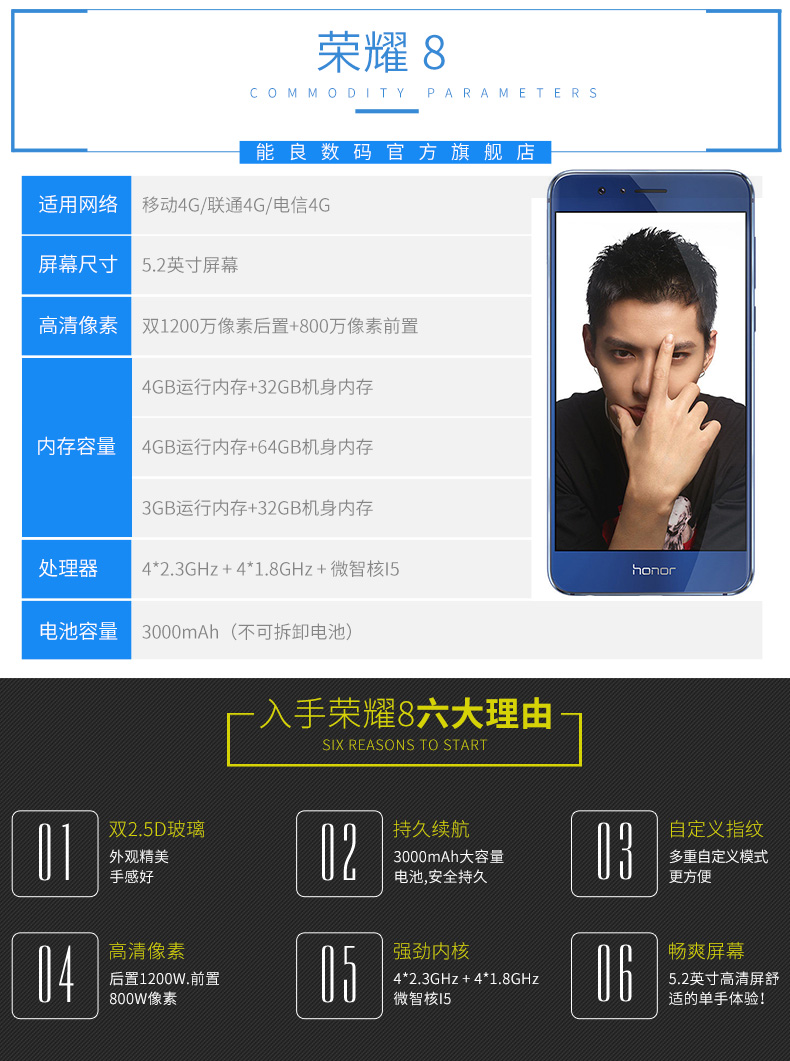 荣耀 8
COMMODITY PARAMETERS
能良数码官方旗舰店
适用网络
移动4G/联通4G/电信4G
屏幕尺寸
5.2英寸屏幕
高清像素
双1200万像素后置+800万像素前置
内存容量
4GB运行内存+32GB机身内存
4GB运行内存+64GB机身内存
3GB运行内存+32GB机身内存
处理器
4*2.3GHz + 4*1.8GHz + 微智核I5
电池容量
3000mAh（不可拆卸电池）
honor
入手荣耀8六大理由
SIX REASONS TO START
01
双2.5D玻璃
外观精美
手感好
02
持久续航
3000mAh大容量
电池,安全持久
03
自定义指纹
多重自定义模式
更方便
04
高清像素
后置1200W.前置
800W像素
05
强劲内核
4*2.3GHz + 4*1.8GHz
微智核I5
06
畅爽屏幕
5.2英寸高清屏舒
适的单手体验！